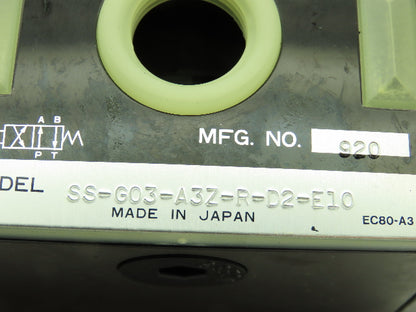 A B
P T
MFG. NO. 920
DEL SS-G03-A3Z-R-D2-E10
MADE IN JAPAN
EC80-A3